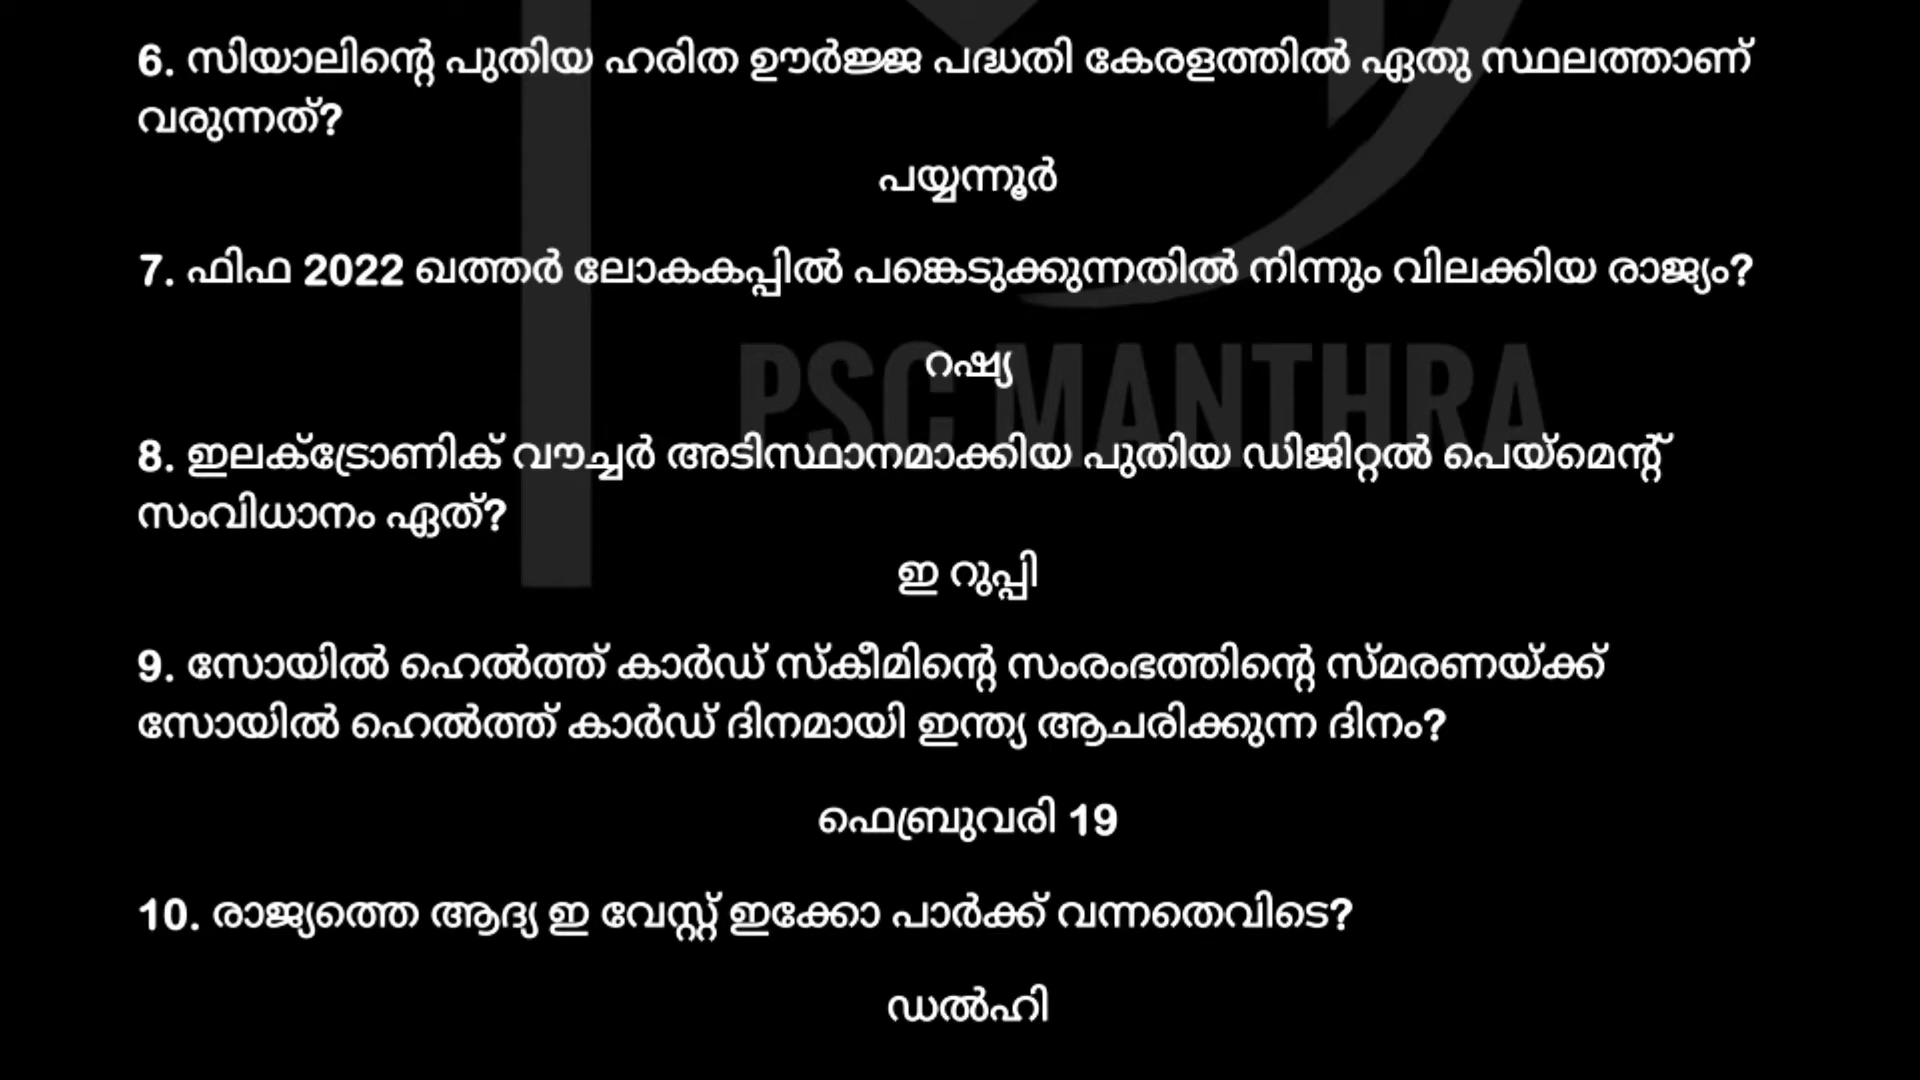 6. സിയാലിന്റെ പുതിയ ഹരിത ഊർജ്ജ പദ്ധതി കേരളത്തിൽ ഏതു സ്ഥലത്താണ്
വരുന്നത്?
പയ്യന്നൂർ
7. ഫിഫ 2022 ഖത്തർ ലോകകപ്പിൽ പങ്കെടുക്കുന്നതിൽ നിന്നും വിലക്കിയ രാജ്യം?
റഷ്യ
PSC MANTHRA
8. ഇലക്ട്രോണിക് വൗച്ചർ അടിസ്ഥാനമാക്കിയ പുതിയ ഡിജിറ്റൽ പെയ്മെന്റ്
സംവിധാനം ഏത്?
ഇ റുപ്പി
9. സോയിൽ ഹെൽത്ത് കാർഡ് സ്കീമിന്റെ സംരംഭത്തിന്റെ സ്മരണയ്ക്ക്
സോയിൽ ഹെൽത്ത് കാർഡ് ദിനമായി ഇന്ത്യ ആചരിക്കുന്ന ദിനം?
ഫെബ്രുവരി 19
10. രാജ്യത്തെ ആദ്യ ഇ വേസ്റ്റ് ഇക്കോ പാർക്ക് വന്നതെവിടെ?
ഡൽഹി